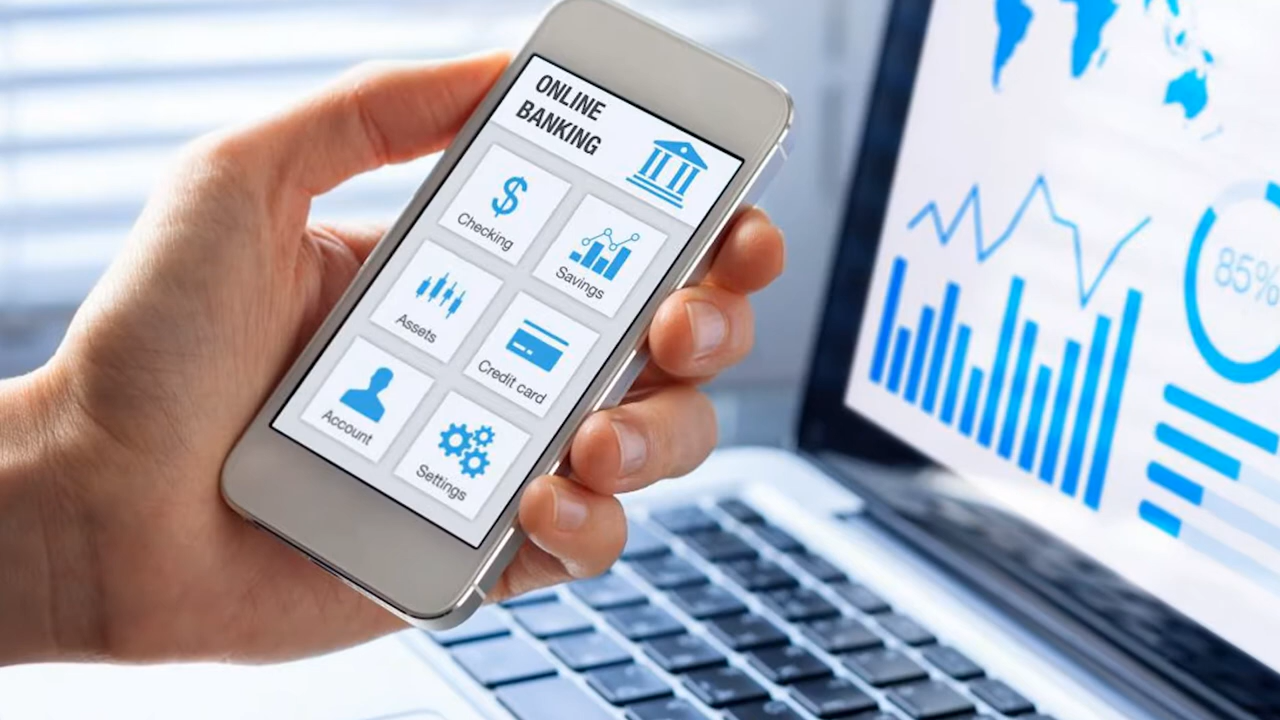 ONLINE
BANKING
Checking
Savings
Assets
Credit card
Account
Settings
85%